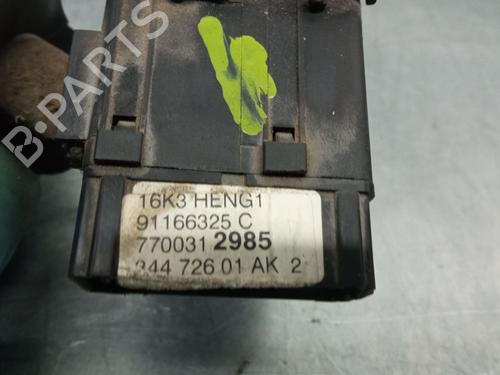 B-PARTS
16K3 HENG1
91166325 C
770031 2985
344 726 01 AK 2